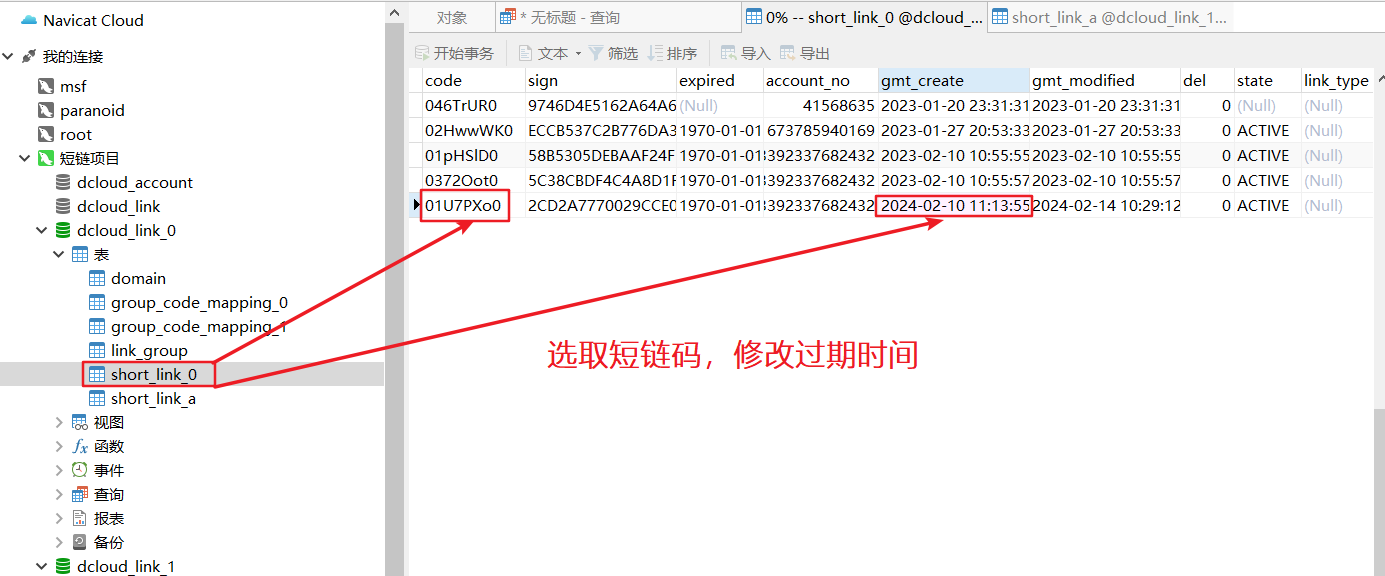 Navicat Cloud
我的连接
msf
paranoid
root
短链项目
dcloud_account
dcloud_link
dcloud_link_0
表
domain
group_code_mapping_0
group_code_mapping_1
link_group
short_link_0
short_link_a
视图
函数
事件
查询
报表
备份
dcloud_link_1
对象 * 无标题 - 查询 0% -- short_link_0 @dcloud_... short_link_a @dcloud_link_1...
开始事务 文本 筛选 排序 导入 导出
code sign expired account_no gmt_create gmt_modified del state link_type
046TrUR0 9746D4E5162A64A6 (Null) 41568635 2023-01-20 23:31:31 2023-01-20 23:31:31 0 (Null) (Null)
02HwwWK0 ECCB537C2B776DA3 1970-01-01 673785940169 2023-01-27 20:53:33 2023-01-27 20:53:33 0 ACTIVE (Null)
01pHSlD0 58B5305DEBAAF24F 1970-01-01 392337682432 2023-02-10 10:55:55 2023-02-10 10:55:55 0 ACTIVE (Null)
0372Oot0 5C38CBDF4C4A8D1F 1970-01-01 392337682432 2023-02-10 10:55:57 2023-02-10 10:55:57 0 ACTIVE (Null)
01U7PXo0 2CD2A7770029CCE0 1970-01-01 392337682432 2024-02-10 11:13:55 2024-02-14 10:29:12 0 ACTIVE (Null)
选取短链码，修改过期时间